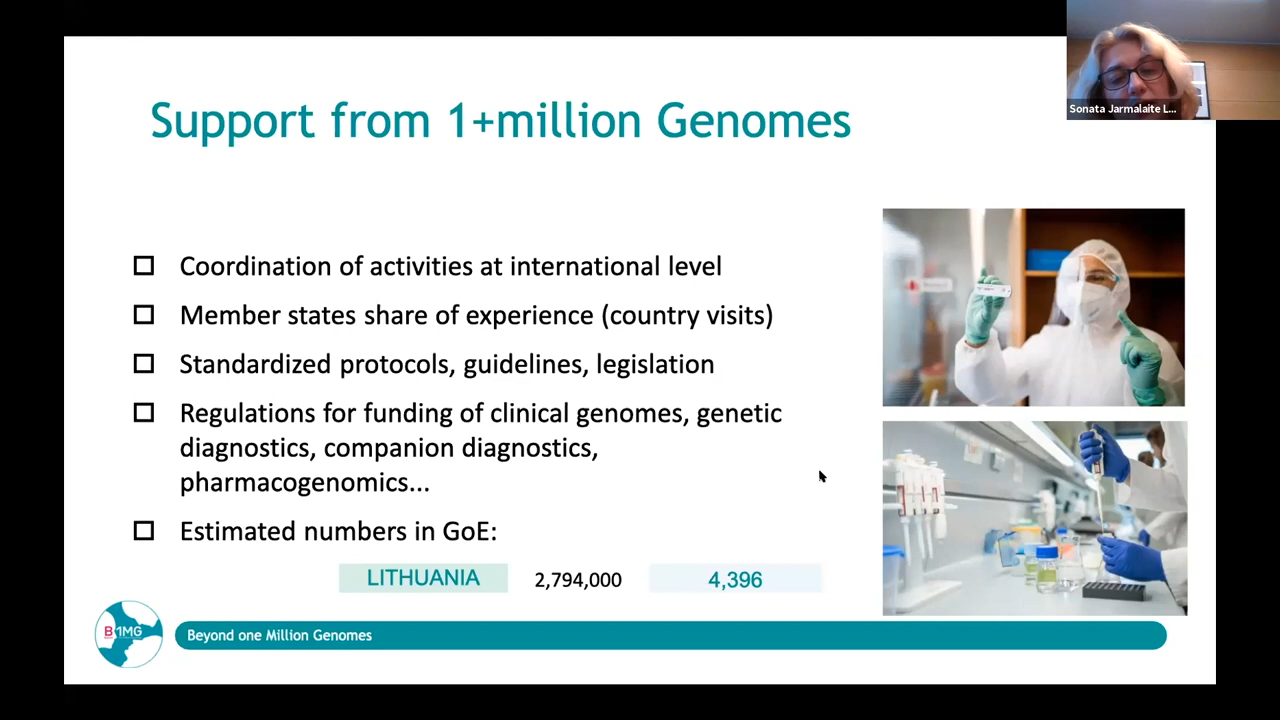 Sonata Jarmalaite L...
Support from 1+million Genomes
Coordination of activities at international level
Member states share of experience (country visits)
Standardized protocols, guidelines, legislation
Regulations for funding of clinical genomes, genetic
diagnostics, companion diagnostics,
pharmacogenomics...
Estimated numbers in GoE:
LITHUANIA 2,794,000 4,396
B1MG
Beyond one Million Genomes